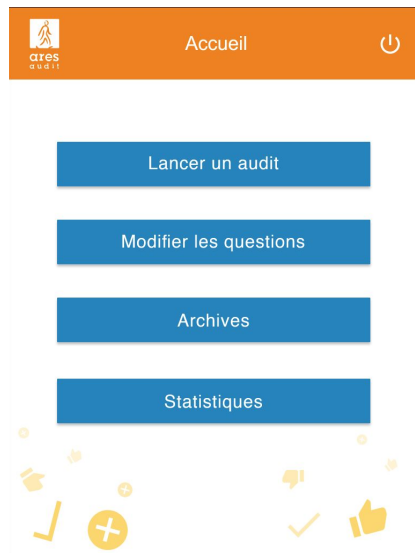 ares
audit
Accueil
Lancer un audit
Modifier les questions
Archives
Statistiques